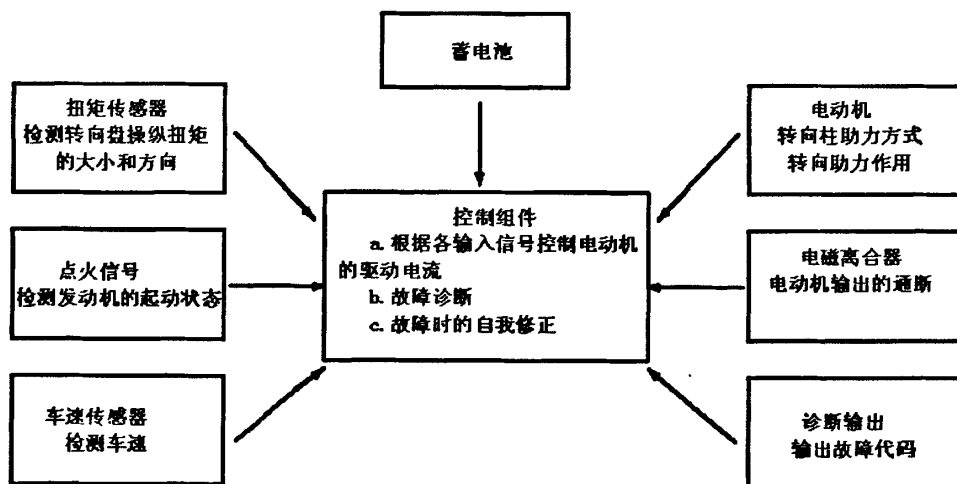 蓄电池
扭矩传感器
检测转向盘操纵扭矩
的大小和方向
电动机
转向柱助力方式
转向助力作用
控制组件
a. 根据各输入信号控制电动机
的驱动电流
b. 故障诊断
c. 故障时的自我修正
点火信号
检测发动机的起动状态
电磁离合器
电动机输出的通断
车速传感器
检测车速
诊断输出
输出故障代码